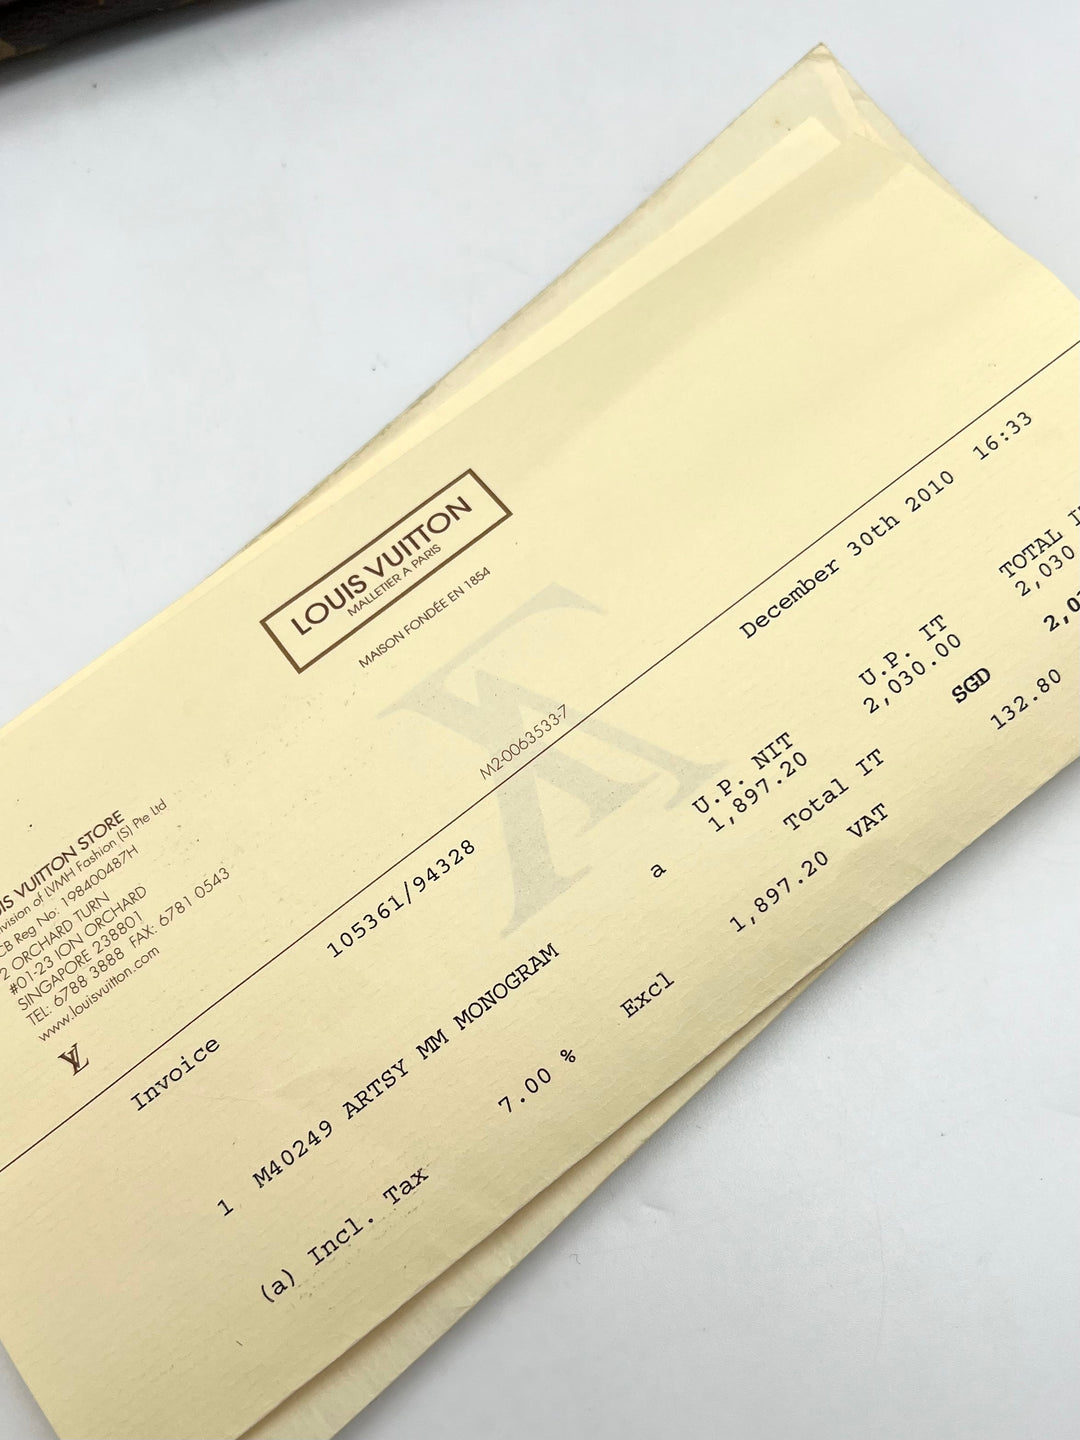 LOUIS VUITTON
MALLETIER A PARIS
MAISON FONDÉE EN 1854
VUITTON STORE
LVMH Fashion (S) Pte Ltd
Reg No: 198400487H
2 ORCHARD TURN
#01-23 ION ORCHARD
SINGAPORE 238801
TEL: 6788 3888 FAX: 6781 0543
www.louisvuitton.com
LV
M2-0063533-7
Invoice 105361/94328 December 30th 2010 16:33
U.P. NIT U.P. IT TOTAL
1 M40249 ARTSY MM MONOGRAM a 1,897.20 2,030.00 2,030
Total IT SGD
(a) Incl. Tax 7.00 % Excl 1,897.20 VAT 132.80